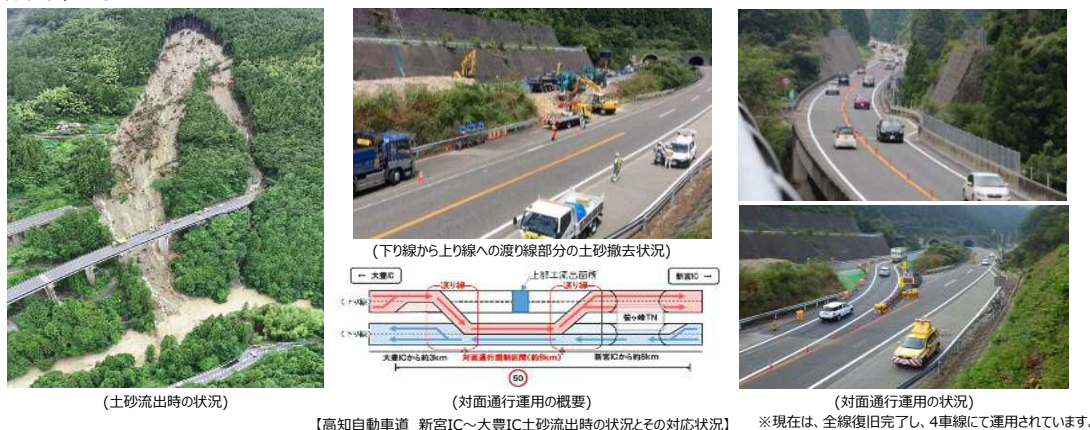 (下り線から上り線への渡り線部分の土砂撤去状況)
← 大豊IC
上部工流出箇所
新宮IC →
渡り線
渡り線
笹ヶ峰TN
大豊ICから約3km
対面通行規制区間(約8km)
新宮ICから約8km
50
(土砂流出時の状況)
(対面通行運用の概要)
(対面通行運用の状況)
【高知自動車道 新宮IC～大豊IC土砂流出時の状況とその対応状況】
※現在は、全線復旧完了し、4車線にて運用されています。